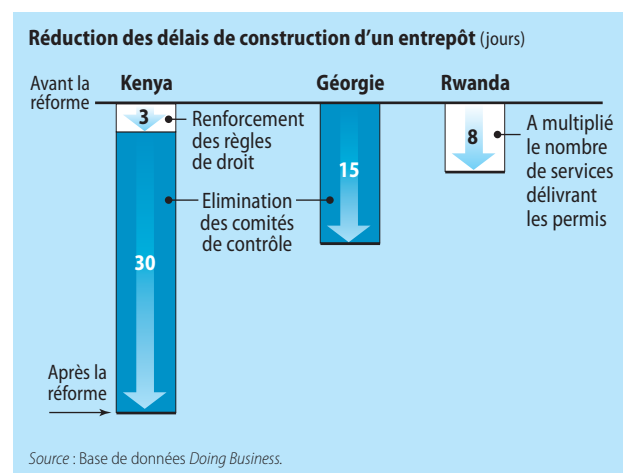 Réduction des délais de construction d'un entrepôt (jours)
Avant la
réforme
Kenya
Géorgie
Rwanda
3
Renforcement
des règles
de droit
8
A multiplié
le nombre
de services
délivrant
les permis
15
Elimination
des comités
de contrôle
30
Après la
réforme
Source : Base de données Doing Business.